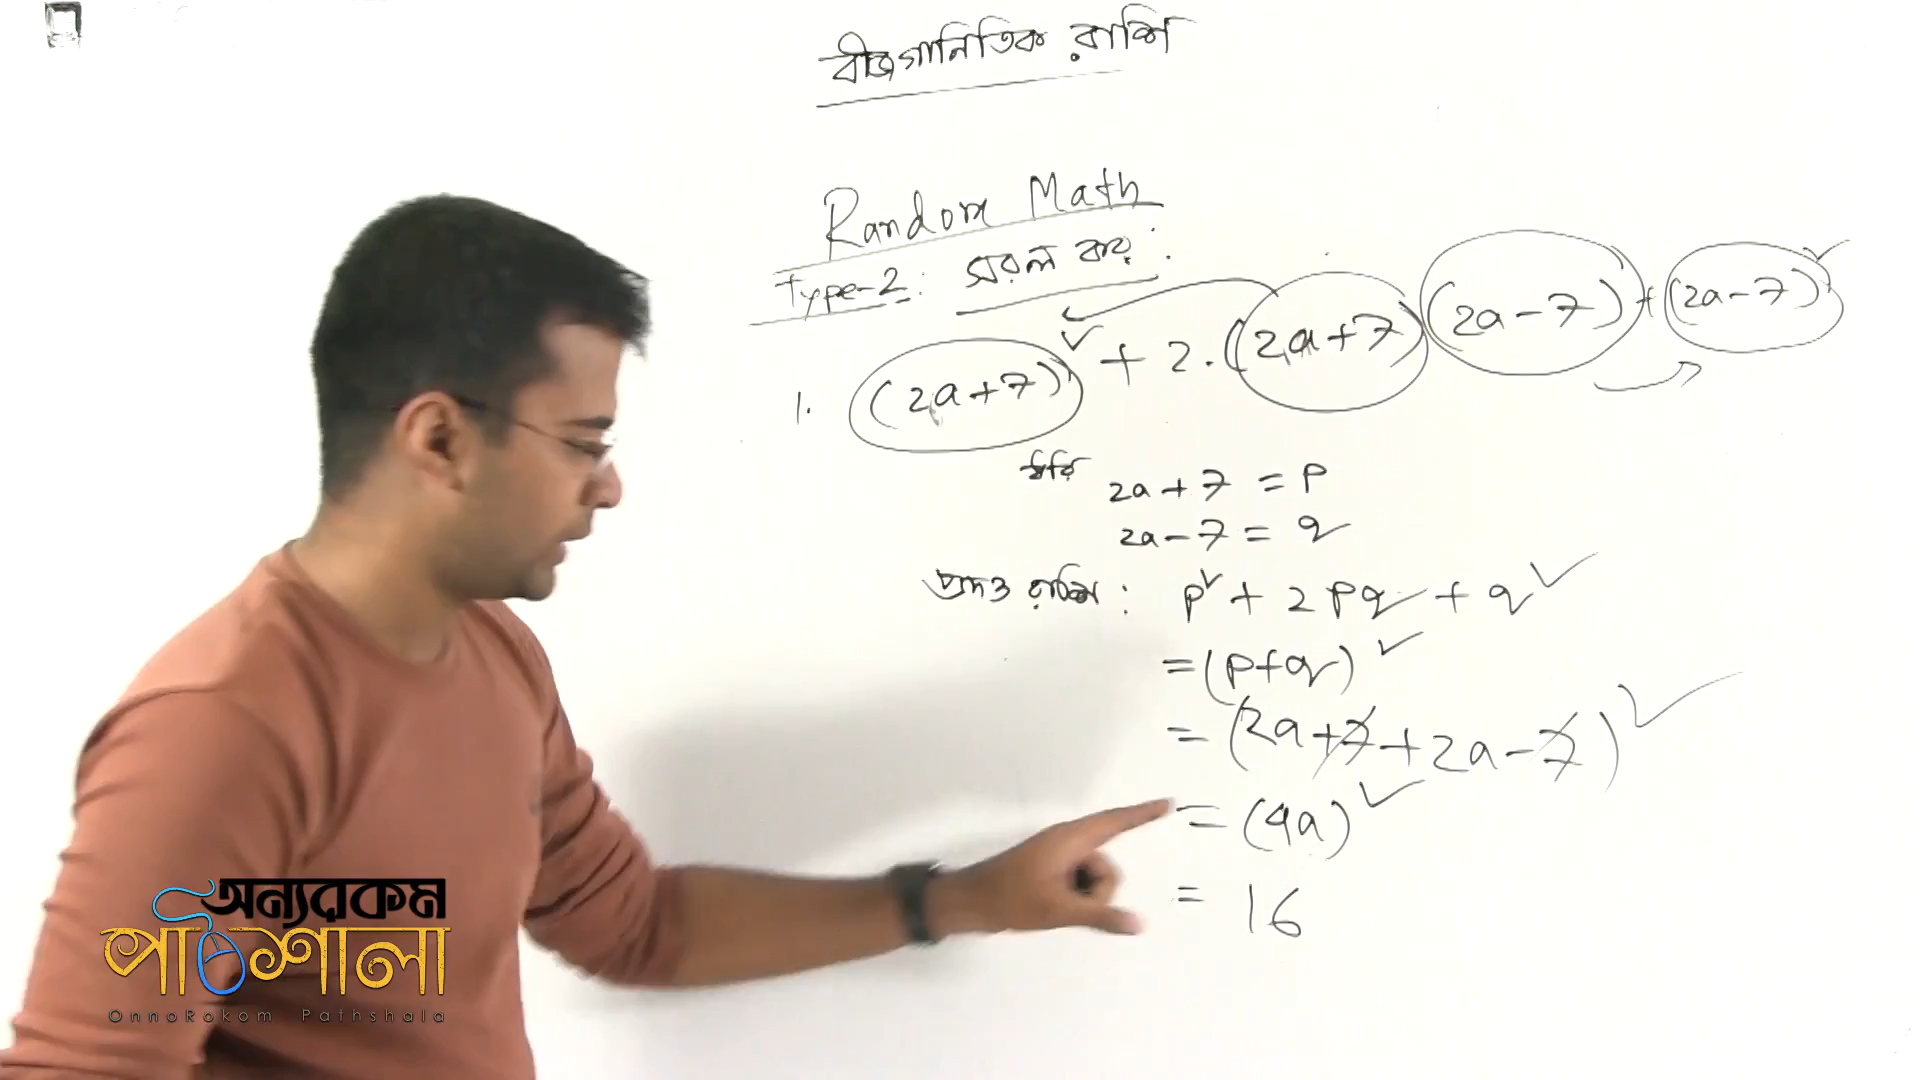 বীজগানিতিক রাশি
Random Math
Type-2: সরল কর:
1. (2a+7)² + 2.(2a+7)(2a-7)+(2a-7)²
ধরি 2a+7 = P
2a-7 = q
প্রদত্ত রাশি: p² + 2pq + q²
=(p+q)²
=(2a+7+2a-7)²
=(4a)²
= 16
অন্যরকম
পাঠশালা
OnnoRokom Pathshala